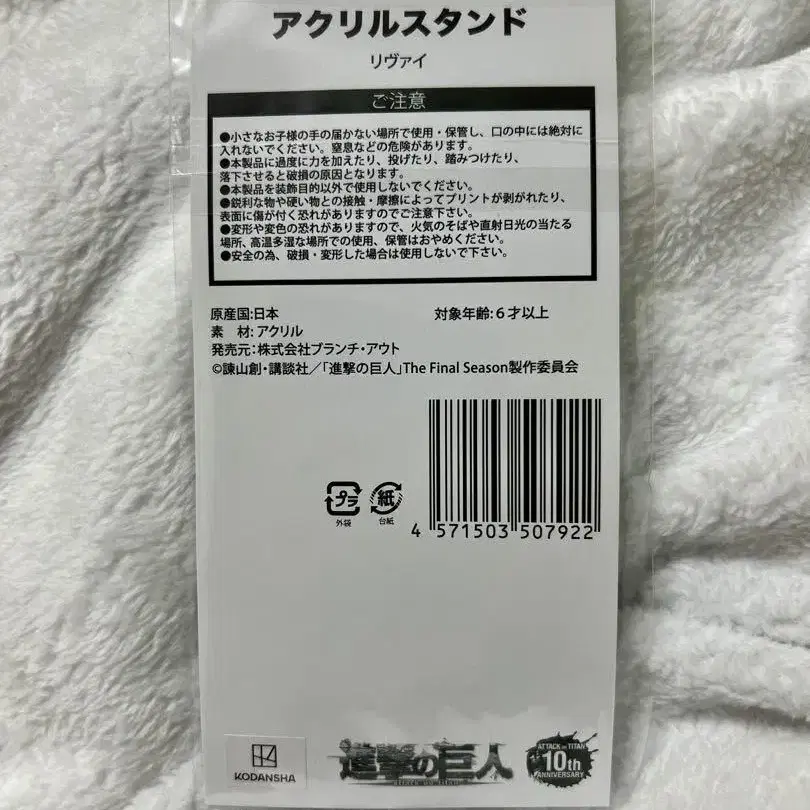 アクリルスタンド
リヴァイ
ご注意
●小さなお子様の手の届かない場所で使用・保管し、口の中には絶対に
入れないでください。窒息などの危険があります。
●本製品に過度に力を加えたり、投げたり、踏みつけたり、
落下させると破損の原因となります。
●本製品を装飾目的以外で使用しないでください。
●鋭利な物や硬い物との接触・摩擦によってプリントが剥がれたり、
表面に傷が付く恐れがありますのでご注意下さい。
●変形や変色の恐れがありますので、火気のそばや直射日光の当たる
場所、高温多湿な場所での使用、保管はおやめください。
●安全の為、破損・変形した場合は使用しないで下さい。
原産国:日本 対象年齢:6才以上
素 材:アクリル
発売元:株式会社ブランチ・アウト
©諫山創・講談社/「進撃の巨人」The Final Season製作委員会
プラ 紙
外袋 台紙
4 571503 507922
KODANSHA
進撃の巨人
attack on titan
ATTACK on TITAN
10th
ANNIVERSARY